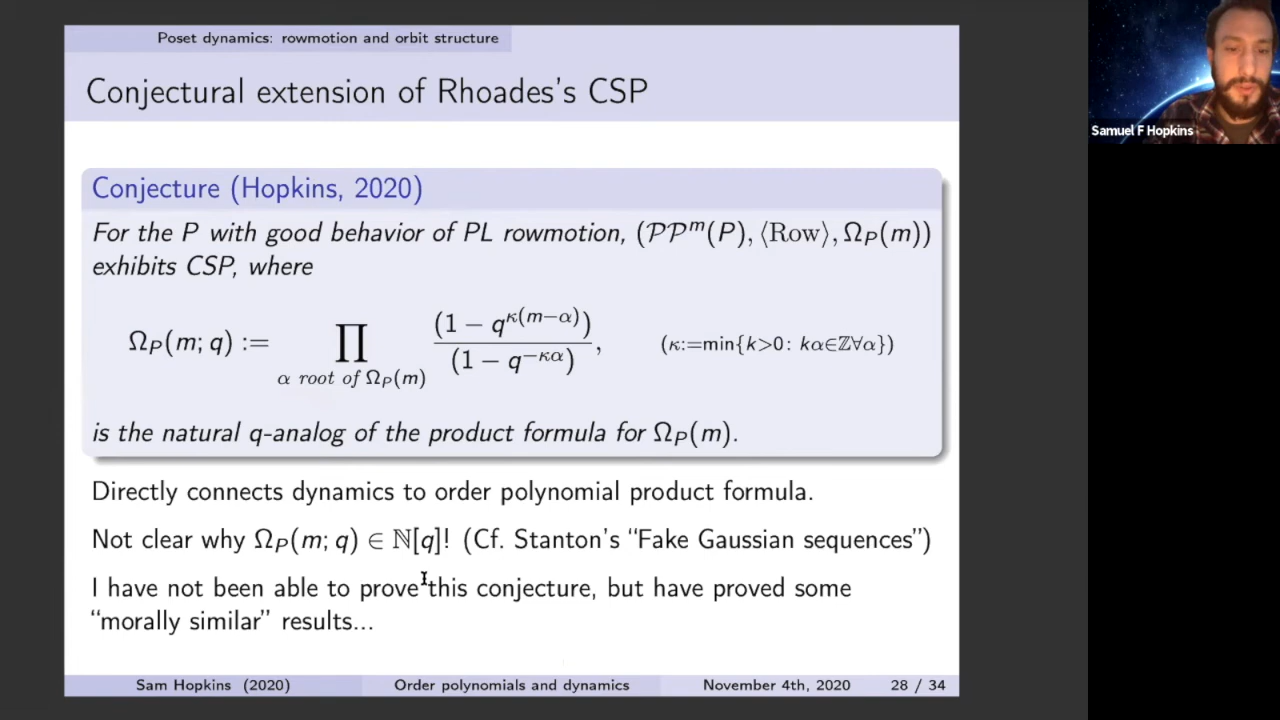 Poset dynamics: rowmotion and orbit structure
Conjectural extension of Rhoades's CSP
Conjecture (Hopkins, 2020)
For the P with good behavior of PL rowmotion, (𝒫𝒫^m(P), ⟨Row⟩, Ω_P(m))
exhibits CSP, where
Ω_P(m; q) := ∏_{α root of Ω_P(m)} (1 − q^{κ(m−α)}) / (1 − q^{−κα}), (κ:=min{k>0: kα∈ℤ∀α})
is the natural q-analog of the product formula for Ω_P(m).
Directly connects dynamics to order polynomial product formula.
Not clear why Ω_P(m; q) ∈ ℕ[q]! (Cf. Stanton's “Fake Gaussian sequences”)
I have not been able to prove this conjecture, but have proved some
“morally similar” results...
Sam Hopkins (2020) Order polynomials and dynamics November 4th, 2020 28 / 34
Samuel F Hopkins